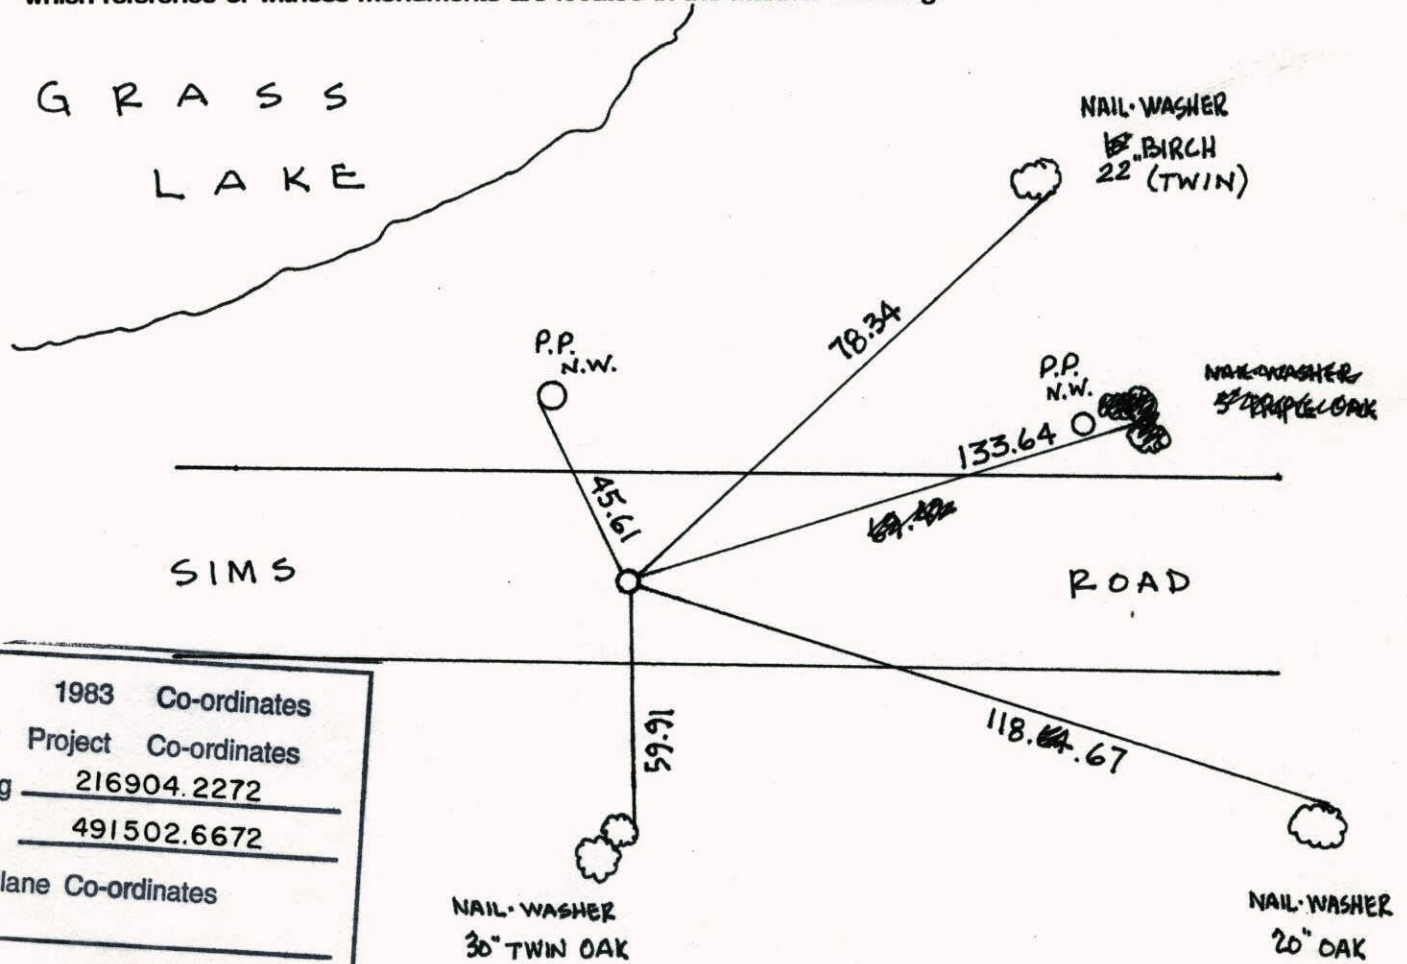 G R A S S
L A K E
NAIL·WASHER
BIRCH
22" (TWIN)
78.34
P.P.
N.W.
P.P.
N.W.
NAIL·WASHER
133.64
45.61
SIMS
ROAD
1983 Co-ordinates
Project Co-ordinates
216904.2272
491502.6672
lane Co-ordinates
59.91
118. .67
NAIL·WASHER
30" TWIN OAK
NAIL·WASHER
20" OAK